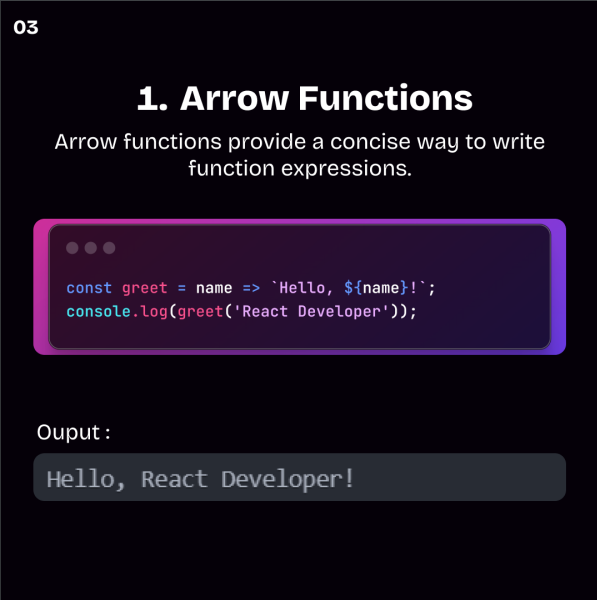 03
1. Arrow Functions
Arrow functions provide a concise way to write
function expressions.
const greet = name => `Hello, ${name}!`;
console.log(greet('React Developer'));
Ouput :
Hello, React Developer!